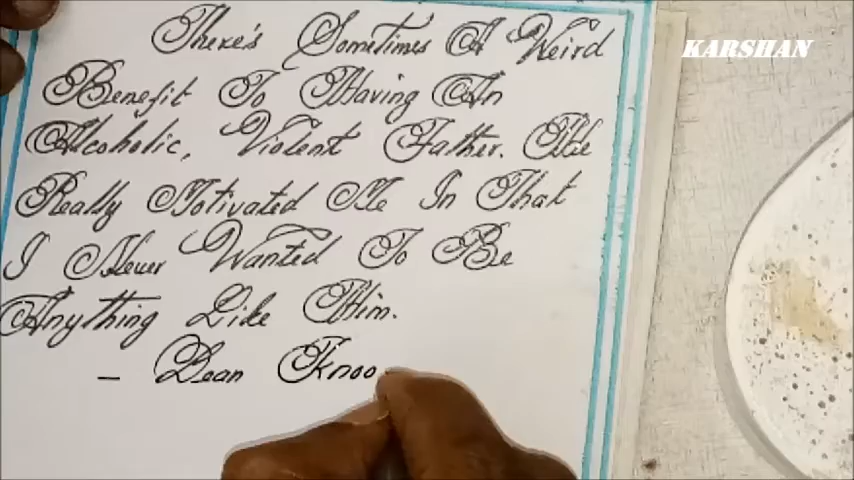 There's Sometimes A Weird
Benefit To Having An
Alcoholic, Violent Father. He
Really Motivated Me In That
I Never Wanted To Be
Anything Like Him.
– Dean Knoo
KARSHAN